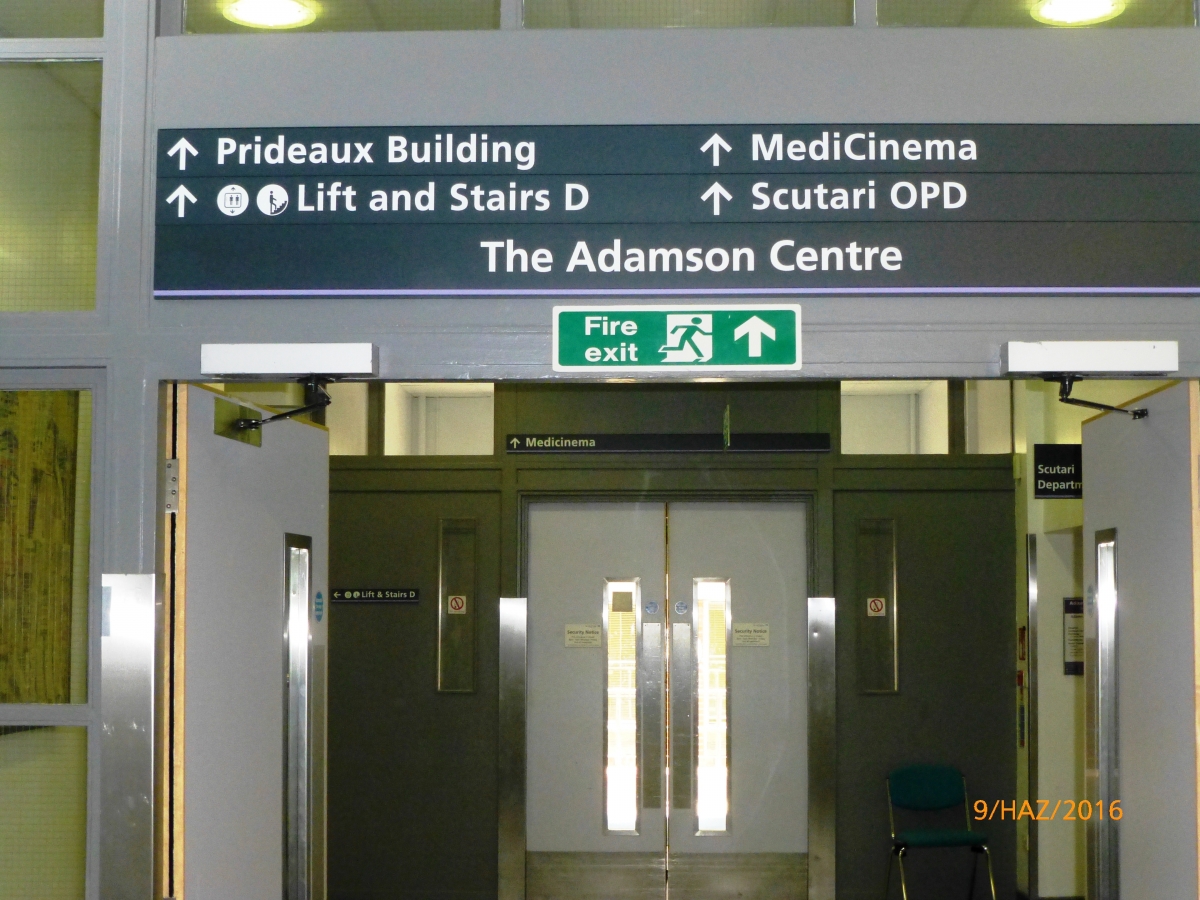 Prideaux Building
MediCinema
Lift and Stairs D
Scutari OPD
The Adamson Centre
Fire
exit
Medicinema
Scutari
Departm
Lift & Stairs D
Security Notice
Security Notice
9/HAZ/2016